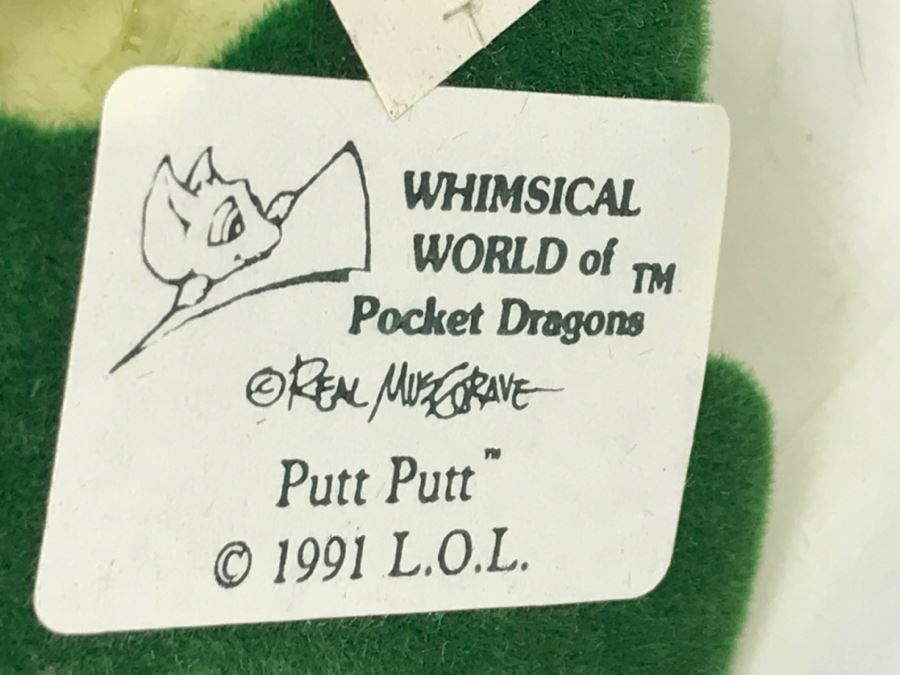 WHIMSICAL
WORLD of ™
Pocket Dragons
© REAL MUSGRAVE
Putt Putt™
© 1991 L.O.L.